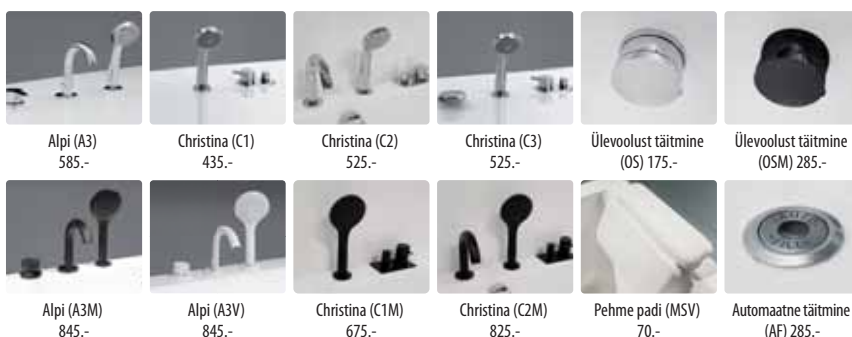 Alpi (A3)
585.-
Christina (C1)
435.-
Christina (C2)
525.-
Christina (C3)
525.-
Ülevoolust täitmine
(OS) 175.-
Ülevoolust täitmine
(OSM) 285.-
Alpi (A3M)
845.-
Alpi (A3V)
845.-
Christina (C1M)
675.-
Christina (C2M)
825.-
Pehme padi (MSV)
70.-
Automaatne täitmine
(AF) 285.-